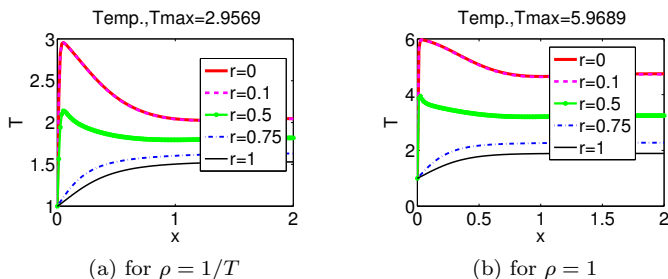 Temp.,Tmax=2.9569
3
2.5
2
1.5
1
T
0
1
2
x
r=0
r=0.1
r=0.5
r=0.75
r=1
(a) for ρ = 1/T
Temp.,Tmax=5.9689
6
4
2
0
T
0
0.5
1
1.5
2
x
r=0
r=0.1
r=0.5
r=0.75
r=1
(b) for ρ = 1